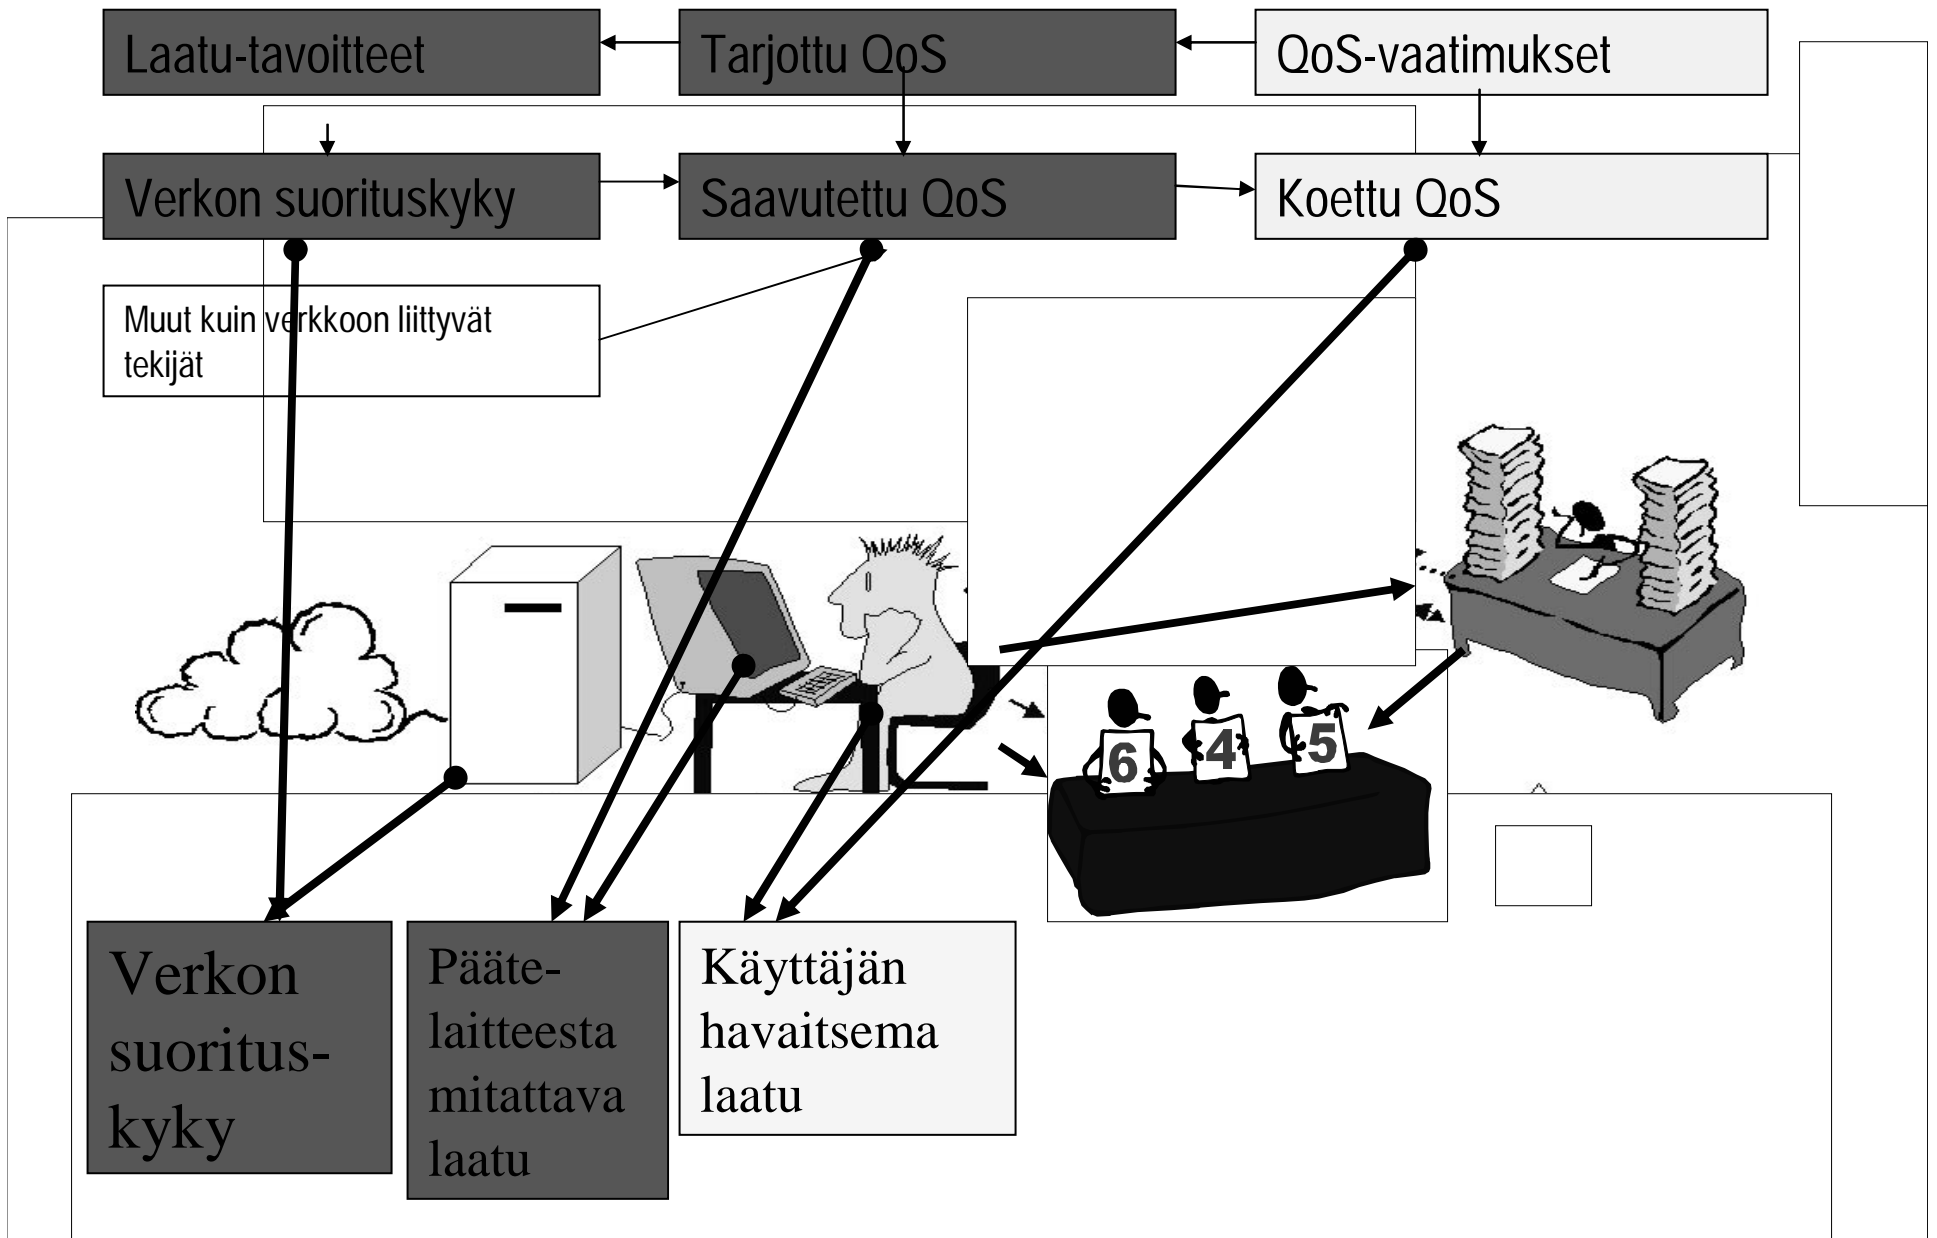 Laatu-tavoitteet
Tarjottu QoS
QoS-vaatimukset
Verkon suorituskyky
Saavutettu QoS
Koettu QoS
Muut kuin verkkoon liittyvät
tekijät
6
4
5
Verkon
suoritus-
kyky
Pääte-
laitteesta
mitattava
laatu
Käyttäjän
havaitsema
laatu